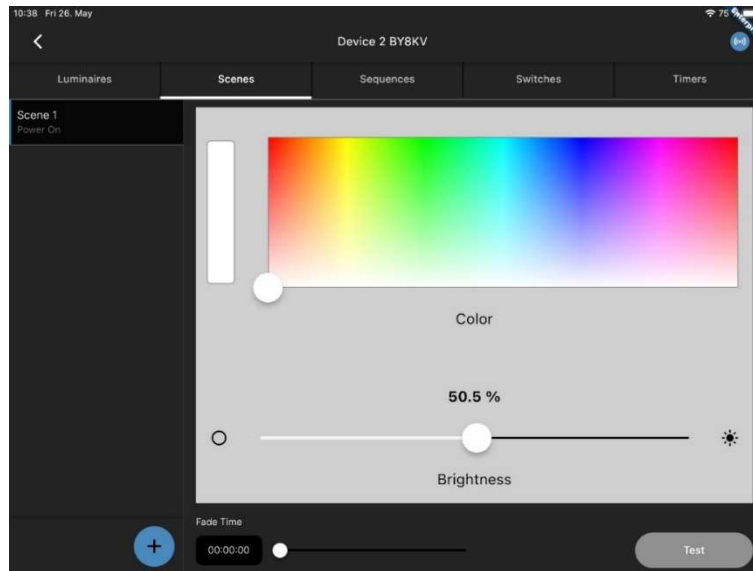 10:38 Fri 26. May
75
Device 2 BY8KV
Luminaires
Scenes
Sequences
Switches
Timers
Scene 1
Power On
Color
50.5 %
Brightness
Fade Time
00:00:00
Test